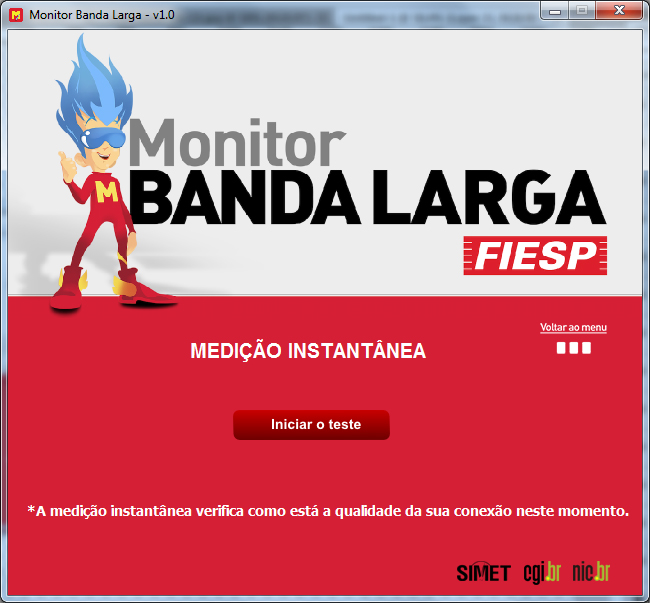 Monitor Banda Larga - v1.0
M
Monitor
BANDA LARGA
FIESP
Voltar ao menu
MEDIÇÃO INSTANTÂNEA
Iniciar o teste
*A medição instantânea verifica como está a qualidade da sua conexão neste momento.
SIMET cgi.br nic.br